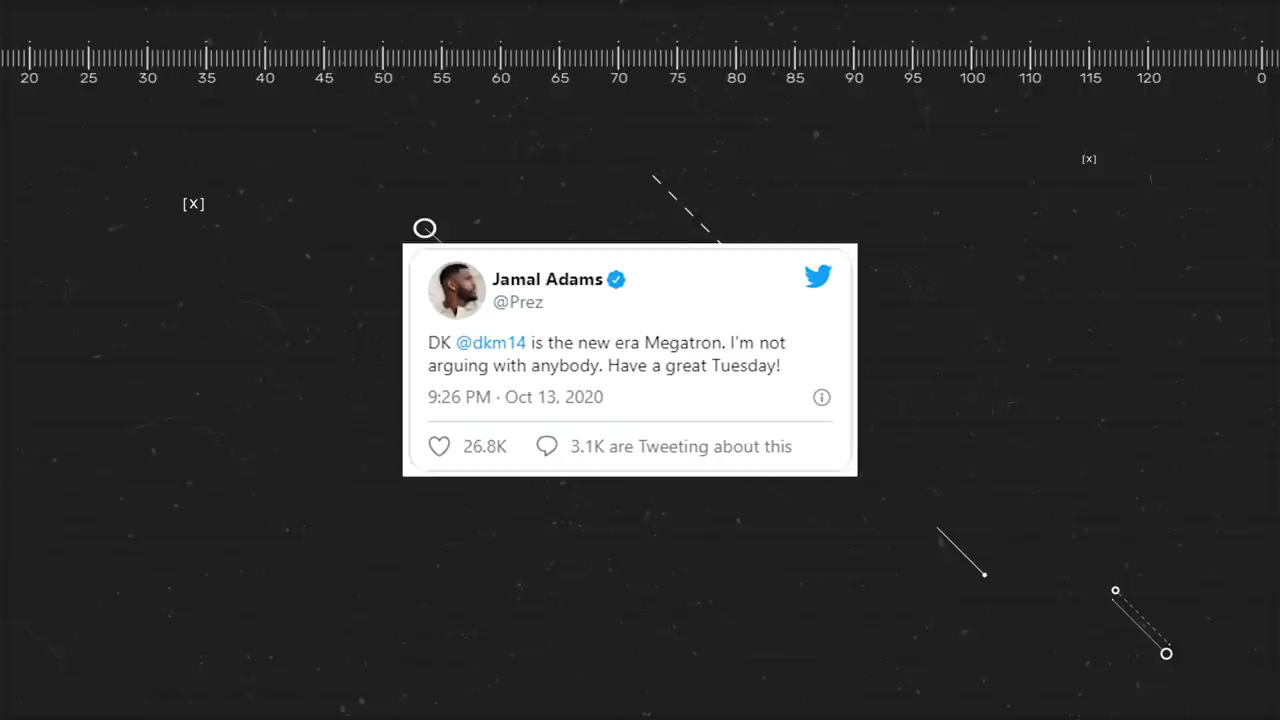 20 25 30 35 40 45 50 55 60 65 70 75 80 85 90 95 100 110 115 120 0
[x]
[x]
Jamal Adams
@Prez
DK @dkm14 is the new era Megatron. I'm not
arguing with anybody. Have a great Tuesday!
9:26 PM · Oct 13, 2020
26.8K 3.1K are Tweeting about this